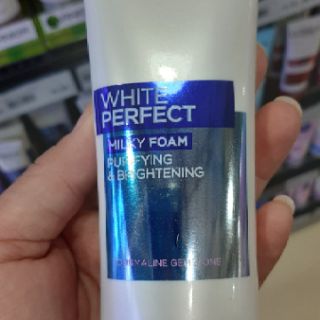 WHITE
PERFECT
MILKY FOAM
PURIFYING
& BRIGHTENING